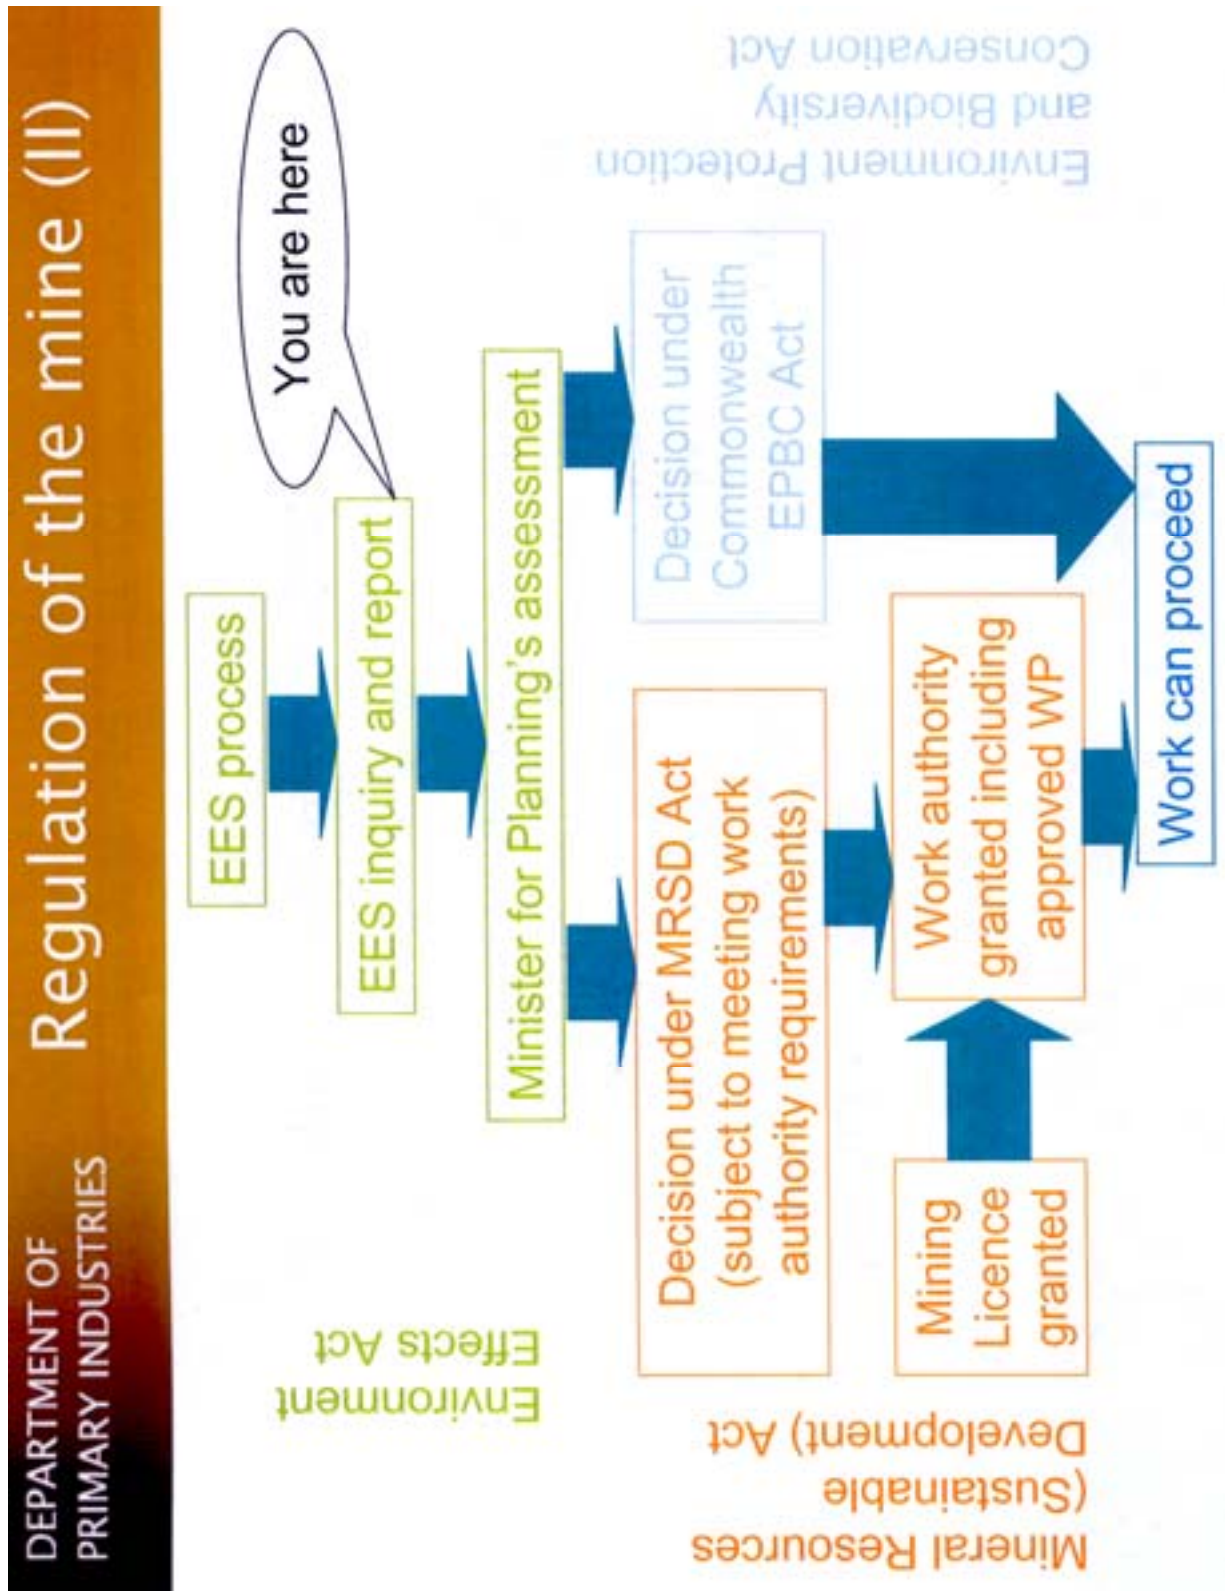 DEPARTMENT OF
PRIMARY INDUSTRIES
Regulation of the mine (II)
EES process
You are here
EES inquiry and report
Environment
Effects Act
Minister for Planning's assessment
Decision under MRSD Act
(subject to meeting work
authority requirements)
Decision under
Commonwealth
EPBC Act
Environment Protection
and Biodiversity
Conservation Act
Mineral Resources
(Sustainable
Development) Act
Mining
Licence
granted
Work authority
granted including
approved WP
Work can proceed